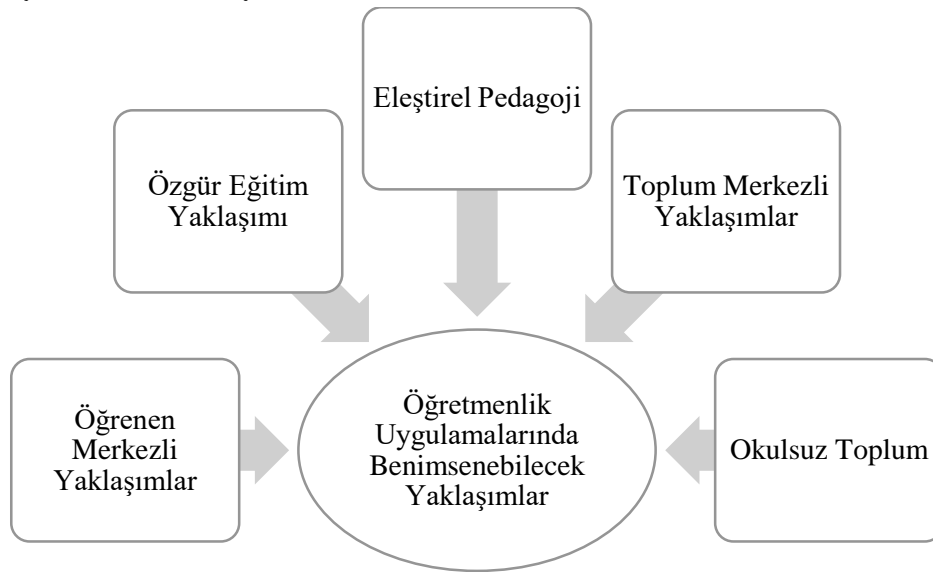 Eleştirel Pedagoji
Özgür Eğitim
Yaklaşımı
Toplum Merkezli
Yaklaşımlar
Öğrenen
Merkezli
Yaklaşımlar
Öğretmenlik
Uygulamalarında
Benimsenebilecek
Yaklaşımlar
Okulsuz Toplum